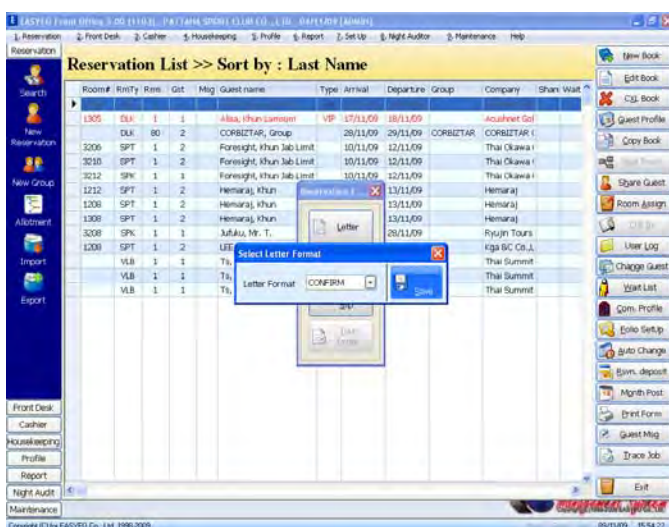 EASYFO Front Office 5.00 (1103) , PATTANA SPORT CLUB CO., LTD
1. Reservation 2. Front Desk 3. Cashier 4. Housekeeping 5. Profile 6. Report 7. Set Up 8. Night Auditor 9. Maintenance Help
Reservation
Reservation List >> Sort by : Last Name
Room# RmTy Rm Gst Msg Guest name Type Arrival Departure Group Company Share Wait
1305 DLK 1 1 VIP 17/11/09 18/11/09 Acushnet Gol
DLK 80 2 CORBIZTAR, Group 28/11/09 29/11/09 CORBIZTAR CORBIZTAR (
3206 SPT 1 2 Foresight, Khun Jab Limit 10/11/09 12/11/09 Thai Okawa
3210 SPT 1 2 Foresight, Khun Jab Limit 10/11/09 12/11/09 Thai Okawa
3212 SPK 1 1 Foresight, Khun Jab Limit 10/11/09 12/11/09 Thai Okawa
1212 SPT 1 2 Hemaraj, Khun 13/11/09 Hemaraj
1208 SPT 1 2 Hemaraj, Khun 13/11/09 Hemaraj
1308 SPT 1 2 Hemaraj, Khun 13/11/09 Hemaraj
3208 SPK 1 1 Jufuku, Mr. T. 28/11/09 Ryujin Tours
1209 SPT 1 2 LEE 
VLB 1 1 Ts, Thai Summit
VLB 1 1 Ts, Thai Summit
VLB 1 1 Ts, Thai Summit
Search
New Reservation
New Group
Allotment
Import
Export
Front Desk
Cashier
Housekeeping
Profile
Report
Night Audit
Maintenance
Letter
Select Letter Format
Letter Format CONFIRM Save
New Book
Edit Book
CXL Book
Guest Profile
Copy Book
Share Guest
Room Assign
User Log
Change Guest
Wait List
Com. Profile
Folio SetUp
Auto Change
Rsvn. deposit
Month Post
Print Form
Guest Msg
Trace Job
Exit
Copyright (C) by EASYFO Co., Ltd. 1998-2009